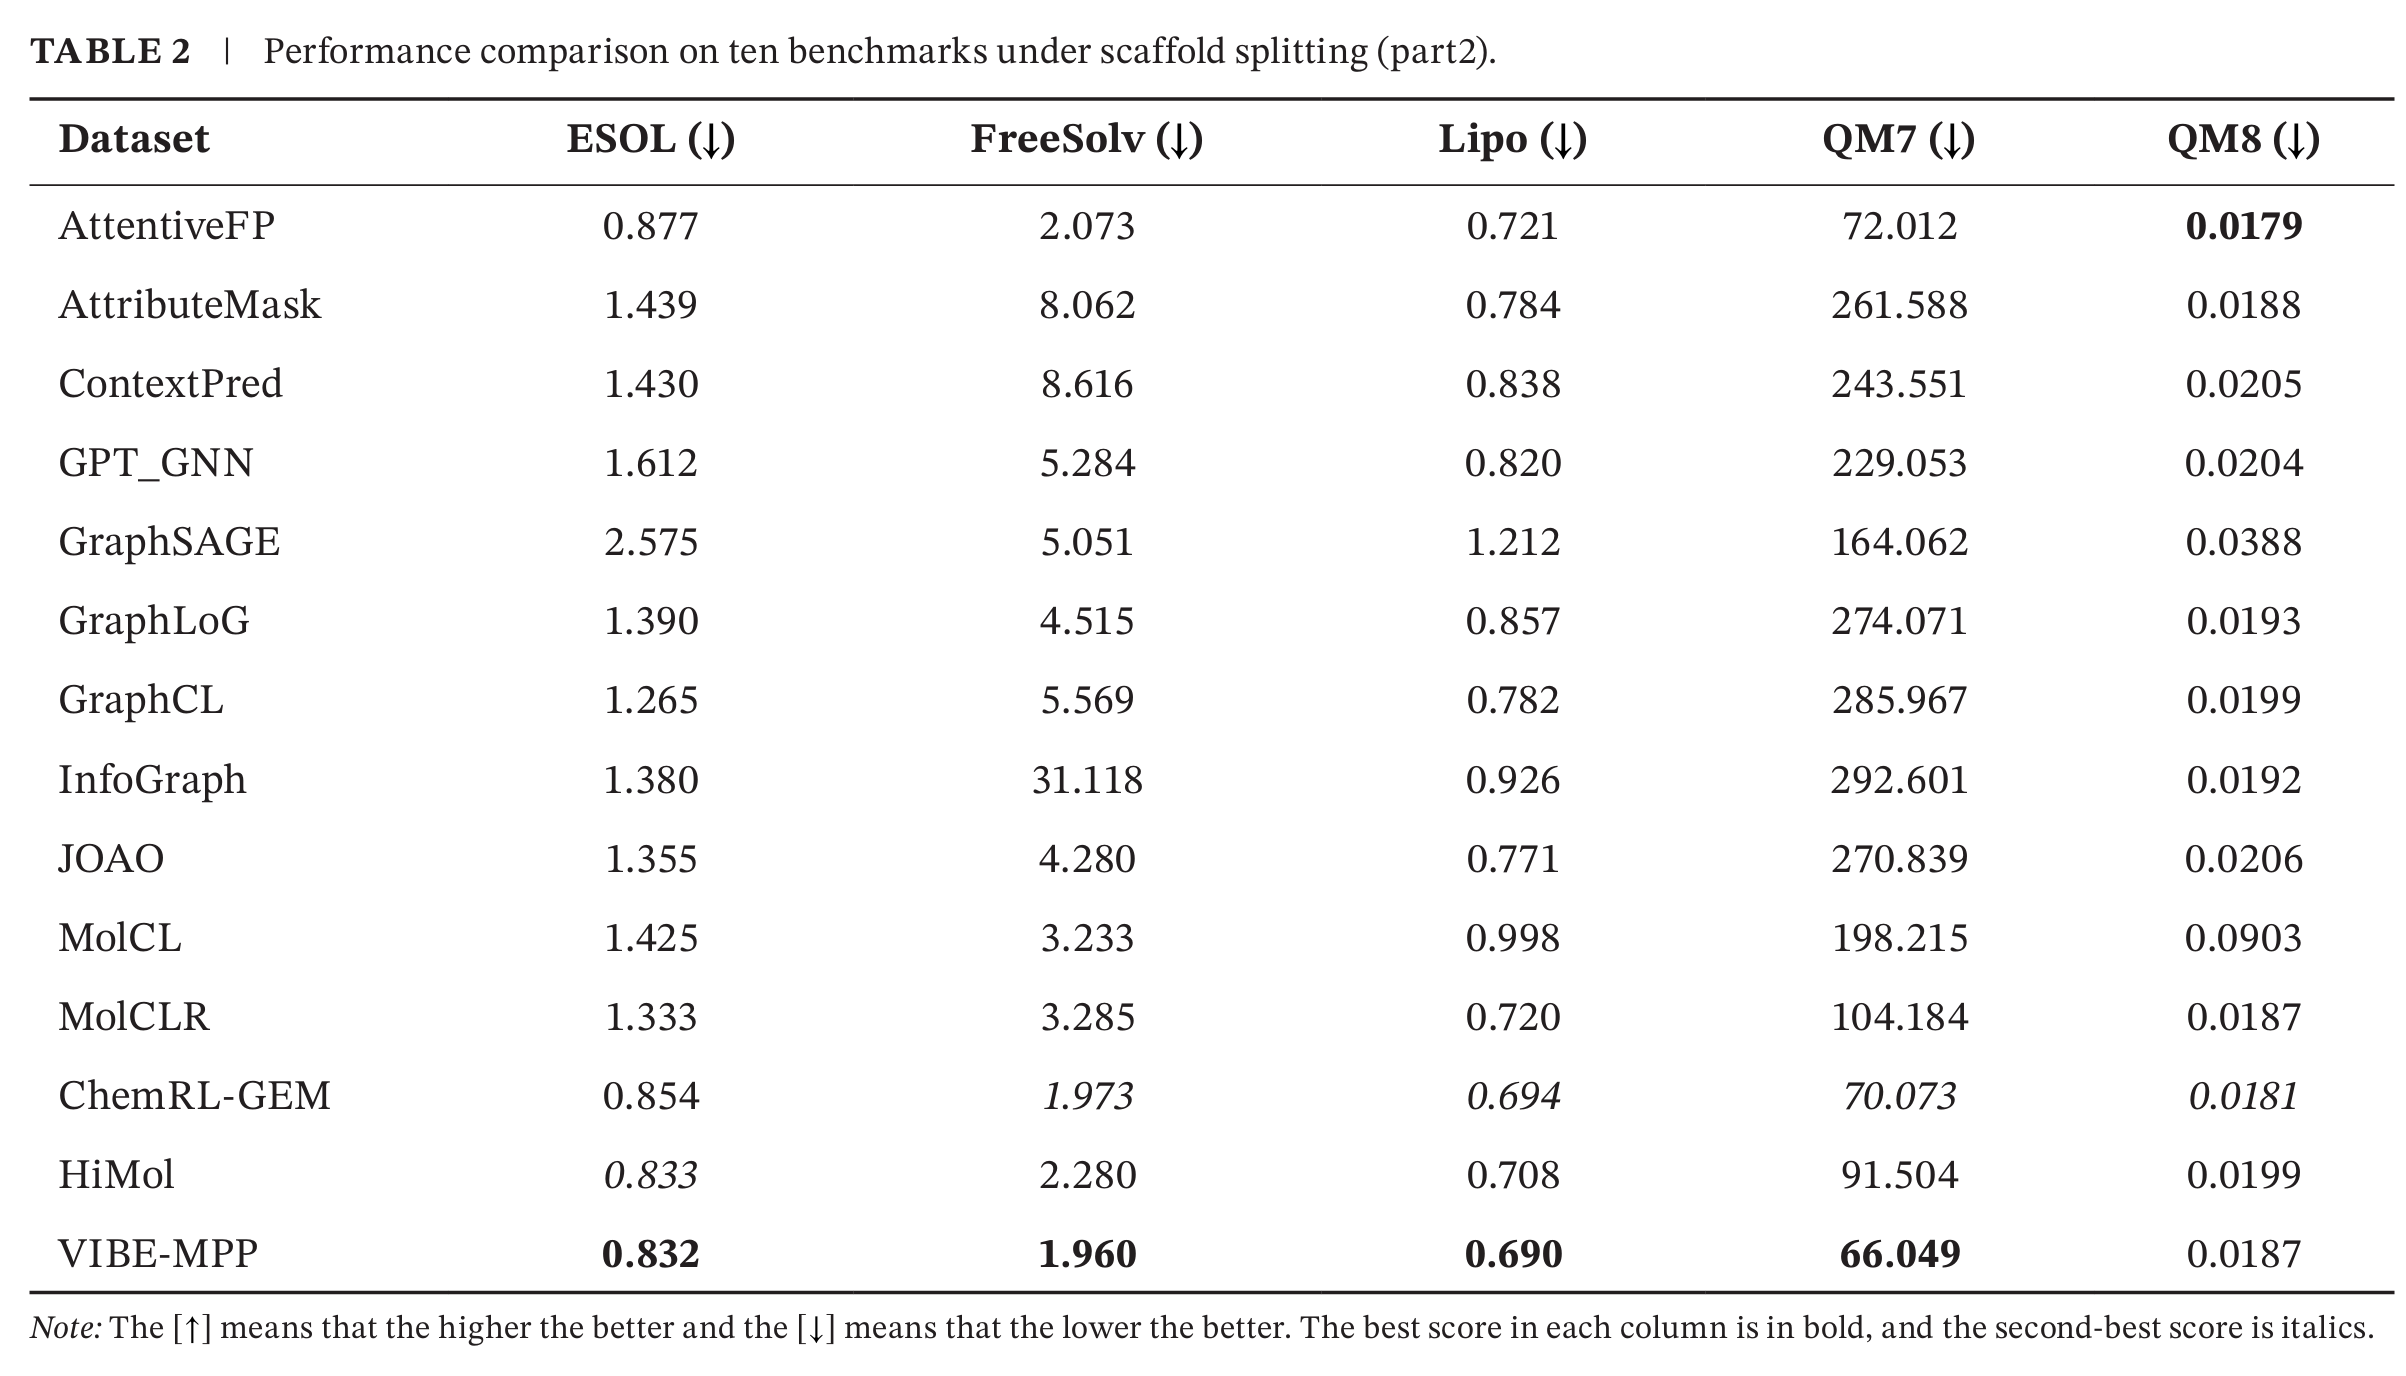 TABLE 2 | Performance comparison on ten benchmarks under scaffold splitting (part2).
Dataset ESOL (↓) FreeSolv (↓) Lipo (↓) QM7 (↓) QM8 (↓)
AttentiveFP 0.877 2.073 0.721 72.012 0.0179
AttributeMask 1.439 8.062 0.784 261.588 0.0188
ContextPred 1.430 8.616 0.838 243.551 0.0205
GPT_GNN 1.612 5.284 0.820 229.053 0.0204
GraphSAGE 2.575 5.051 1.212 164.062 0.0388
GraphLoG 1.390 4.515 0.857 274.071 0.0193
GraphCL 1.265 5.569 0.782 285.967 0.0199
InfoGraph 1.380 31.118 0.926 292.601 0.0192
JOAO 1.355 4.280 0.771 270.839 0.0206
MolCL 1.425 3.233 0.998 198.215 0.0903
MolCLR 1.333 3.285 0.720 104.184 0.0187
ChemRL-GEM 0.854 1.973 0.694 70.073 0.0181
HiMol 0.833 2.280 0.708 91.504 0.0199
VIBE-MPP 0.832 1.960 0.690 66.049 0.0187
Note: The [↑] means that the higher the better and the [↓] means that the lower the better. The best score in each column is in bold, and the second-best score is italics.